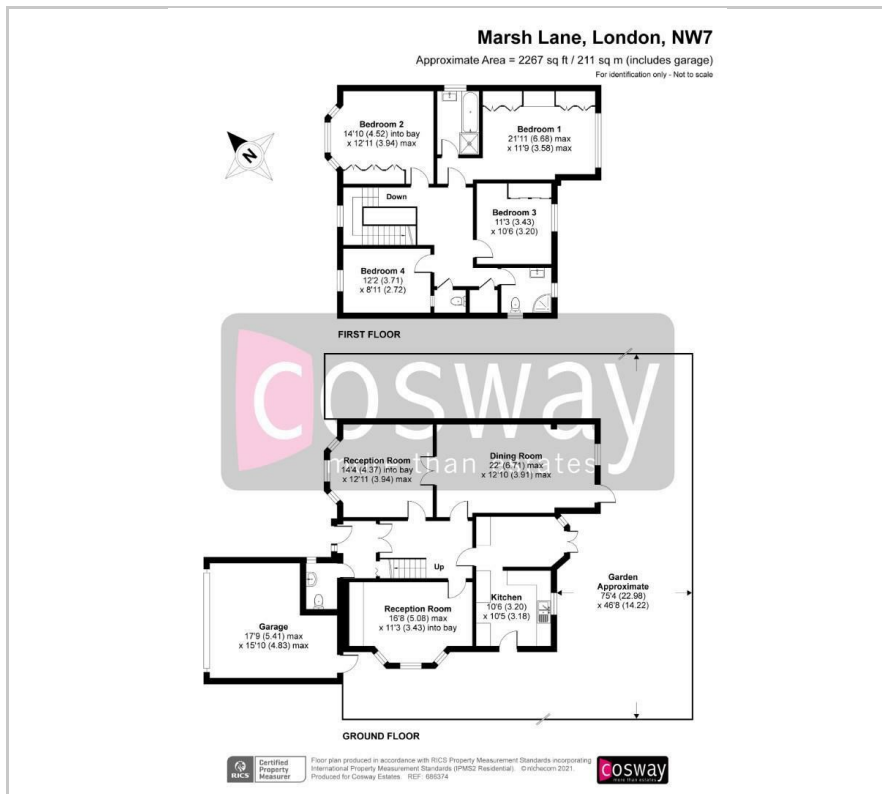 Marsh Lane, London, NW7
Approximate Area = 2267 sq ft / 211 sq m (includes garage)
For identification only - Not to scale
N
Bedroom 2
14'10 (4.52) into bay
x 12'11 (3.94) max
Bedroom 1
21'11 (6.68) max
x 11'9 (3.58) max
Down
Bedroom 3
11'3 (3.43)
x 10'6 (3.20)
Bedroom 4
12'2 (3.71)
x 8'11 (2.72)
FIRST FLOOR
cosway
more than estates
Reception Room
14'4 (4.37) into bay
x 12'11 (3.94) max
Dining Room
22' (6.71) max
x 12'10 (3.91) max
Up
Kitchen
10'6 (3.20)
x 10'5 (3.18)
Garden
Approximate
75'4 (22.98)
x 46'8 (14.22)
Reception Room
16'8 (5.08) max
x 11'3 (3.43) into bay
Garage
17'9 (5.41) max
x 15'10 (4.83) max
GROUND FLOOR
RICS
Certified
Property
Measurer
Floor plan produced in accordance with RICS Property Measurement Standards incorporating
International Property Measurement Standards (IPMS2 Residential). ©nichecom 2021.
Produced for Cosway Estates. REF: 686374
cosway
more than estates